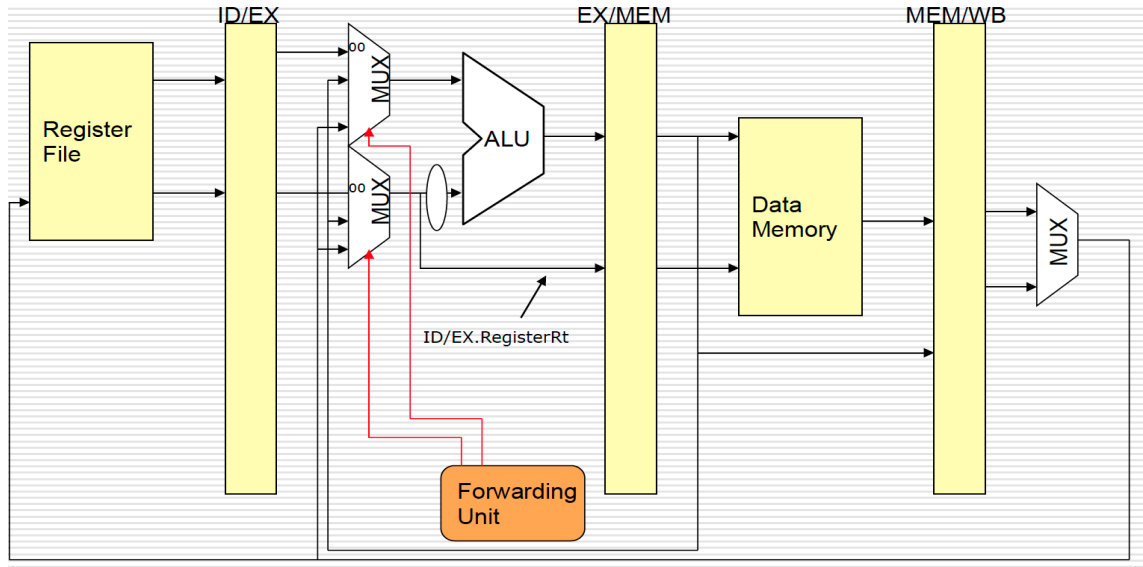 ID/EX
EX/MEM
MEM/WB
Register
File
00
MUX
ALU
00
MUX
Data
Memory
MUX
ID/EX.RegisterRt
Forwarding
Unit